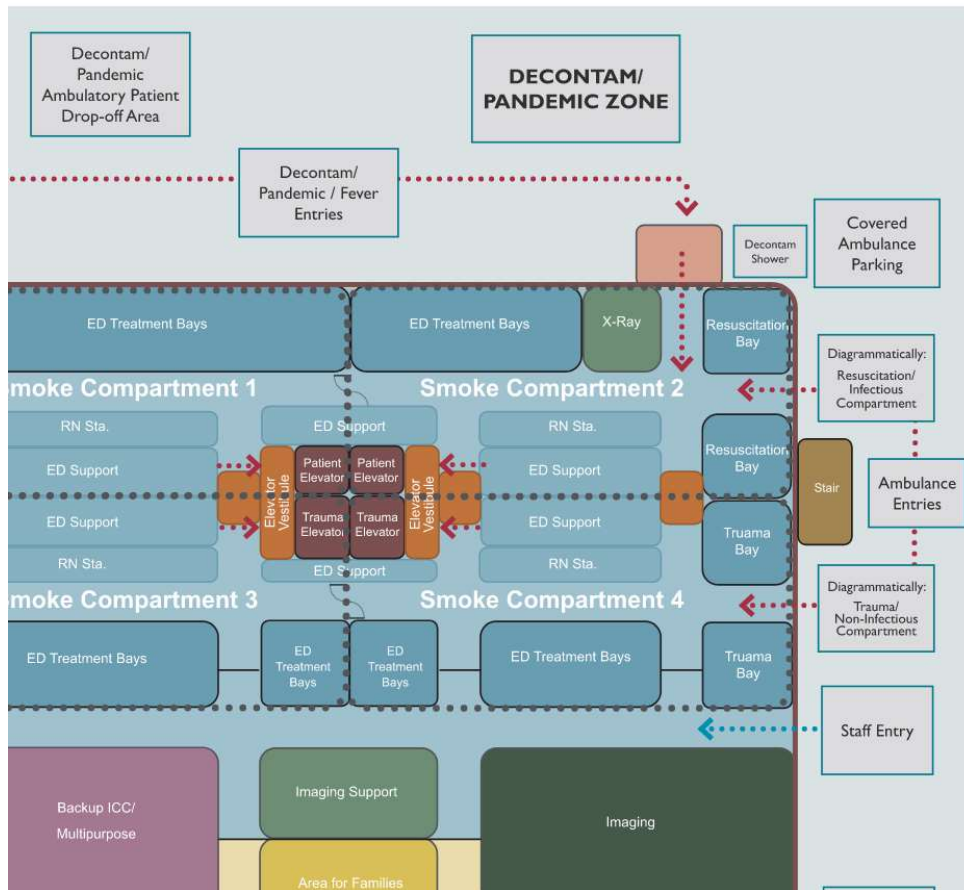 Decontam/
Pandemic
Ambulatory Patient
Drop-off Area
DECONTAM/
PANDEMIC ZONE
Decontam/
Pandemic / Fever
Entries
Decontam
Shower
Covered
Ambulance
Parking
ED Treatment Bays
ED Treatment Bays
X-Ray
Resuscitation
Bay
Diagrammatically:
Resuscitation/
Infectious
Compartment
Smoke Compartment 1
Smoke Compartment 2
RN Sta.
ED Support
RN Sta.
ED Support
Patient
Elevator
Patient
Elevator
ED Support
Resuscitation
Bay
Elevator
Vestibule
Elevator
Vestibule
Stair
Ambulance
Entries
ED Support
Trauma
Elevator
Trauma
Elevator
ED Support
Truama
Bay
RN Sta.
ED Support
RN Sta.
Smoke Compartment 3
Smoke Compartment 4
Diagrammatically:
Trauma/
Non-Infectious
Compartment
ED Treatment Bays
ED
Treatment
Bays
ED
Treatment
Bays
ED Treatment Bays
Truama
Bay
Staff Entry
Backup ICC/
Multipurpose
Imaging Support
Imaging
Area for Families